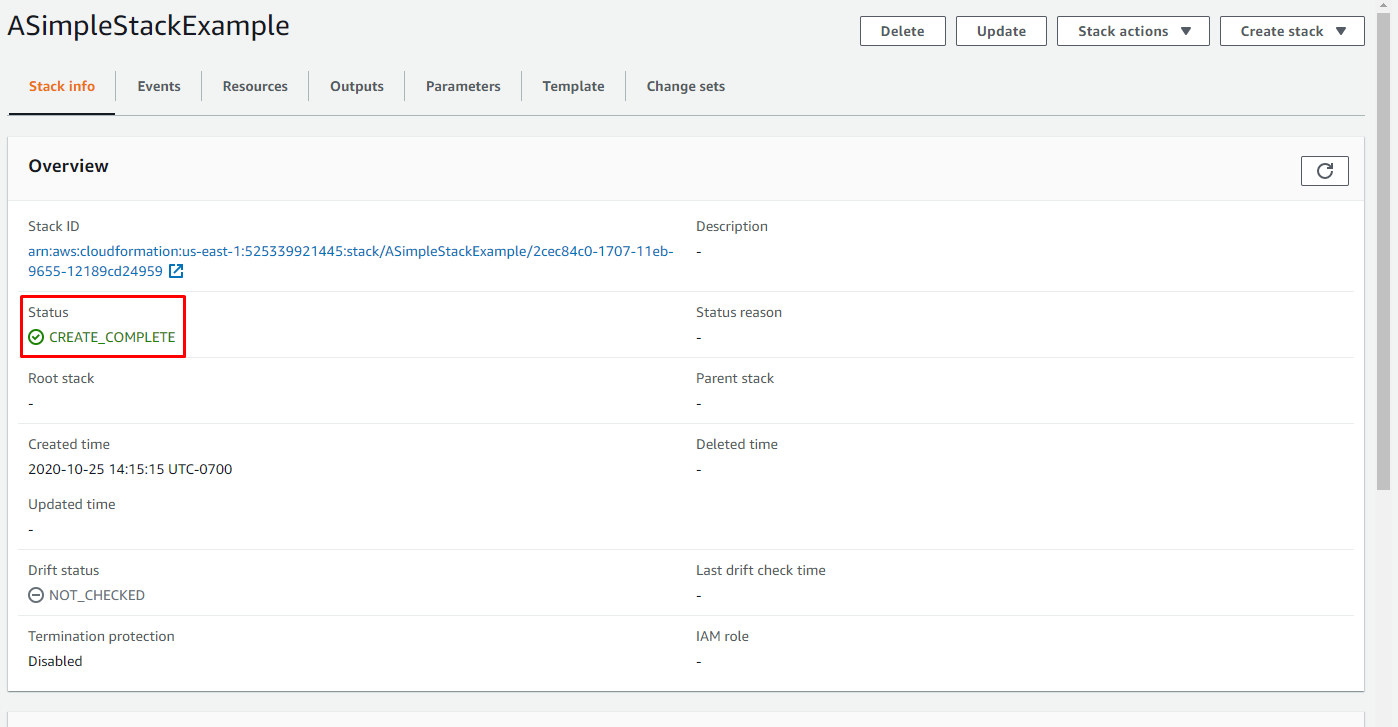 ASimpleStackExample
Delete
Update
Stack actions
Create stack
Stack info
Events
Resources
Outputs
Parameters
Template
Change sets
Overview
Stack ID
arn:aws:cloudformation:us-east-1:525339921445:stack/ASimpleStackExample/2cec84c0-1707-11eb-
9655-12189cd24959
Description
-
Status
CREATE_COMPLETE
Status reason
-
Root stack
-
Parent stack
-
Created time
2020-10-25 14:15:15 UTC-0700
Deleted time
-
Updated time
-
Drift status
NOT_CHECKED
Last drift check time
-
Termination protection
Disabled
IAM role
-